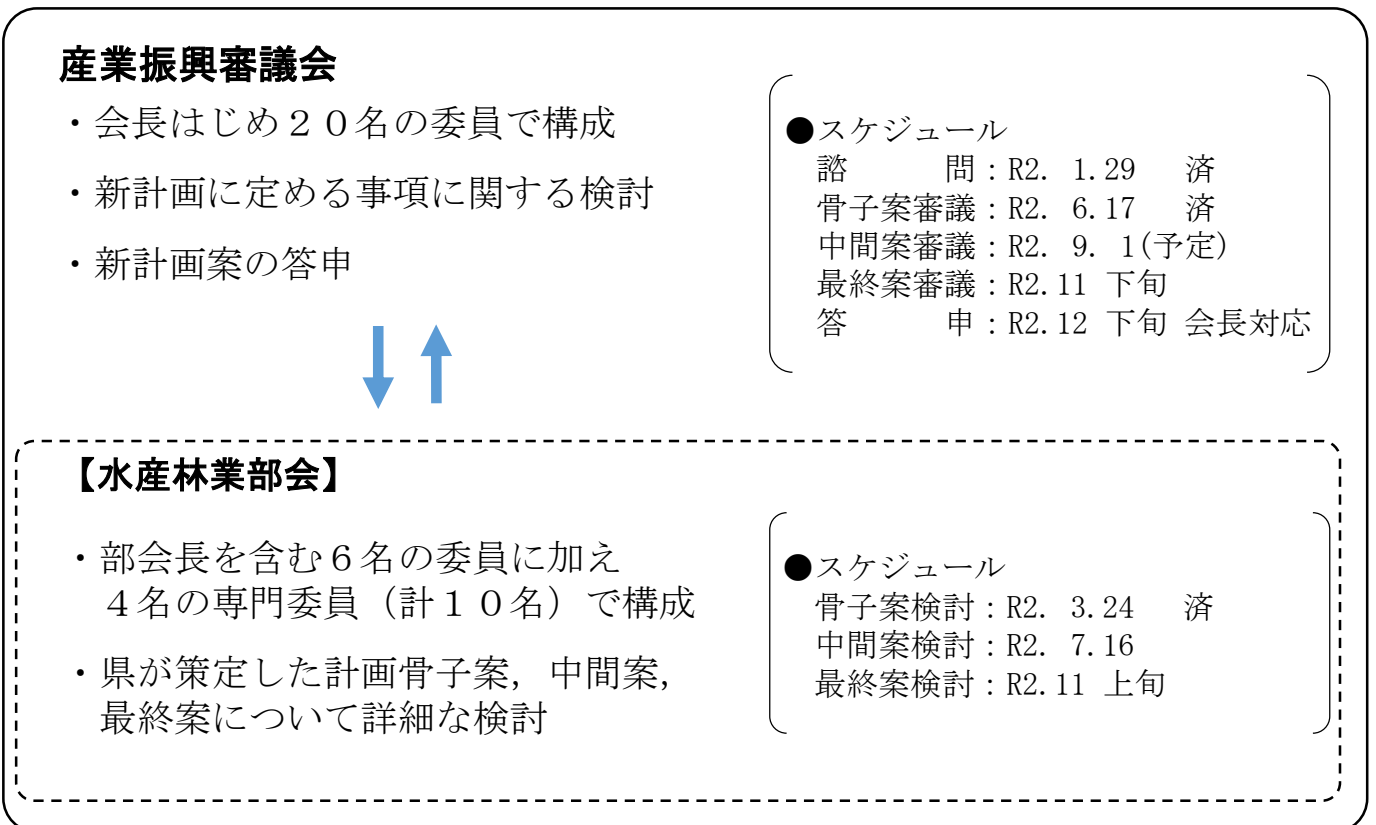 産業振興審議会
・会長はじめ２０名の委員で構成
・新計画に定める事項に関する検討
・新計画案の答申
●スケジュール
諮　　　問：R2. 1.29　済
骨子案審議：R2. 6.17　済
中間案審議：R2. 9. 1(予定)
最終案審議：R2.11 下旬
答　　　申：R2.12 下旬 会長対応
【水産林業部会】
・部会長を含む６名の委員に加え
４名の専門委員（計１０名）で構成
・県が策定した計画骨子案，中間案，
最終案について詳細な検討
●スケジュール
骨子案検討：R2. 3.24　済
中間案検討：R2. 7.16
最終案検討：R2.11 上旬